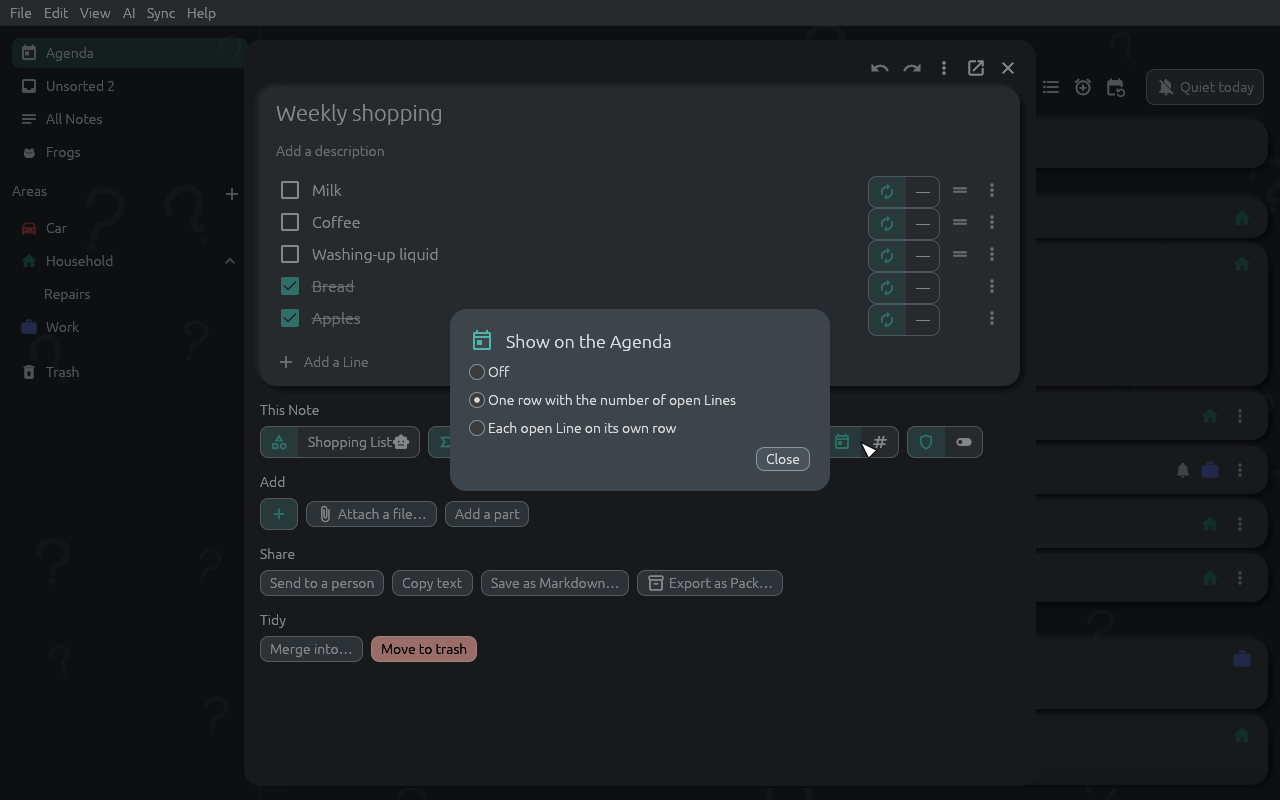 File Edit View AI Sync Help
Agenda
Unsorted 2
All Notes
Frogs
Areas
Car
Household
Repairs
Work
Trash
Quiet today
Weekly shopping
Add a description
Milk
Coffee
Washing-up liquid
Bread
Apples
Add a Line
Show on the Agenda
Off
One row with the number of open Lines
Each open Line on its own row
Close
This Note
Shopping List
Add
Attach a file…
Add a part
Share
Send to a person
Copy text
Save as Markdown…
Export as Pack…
Tidy
Merge into…
Move to trash